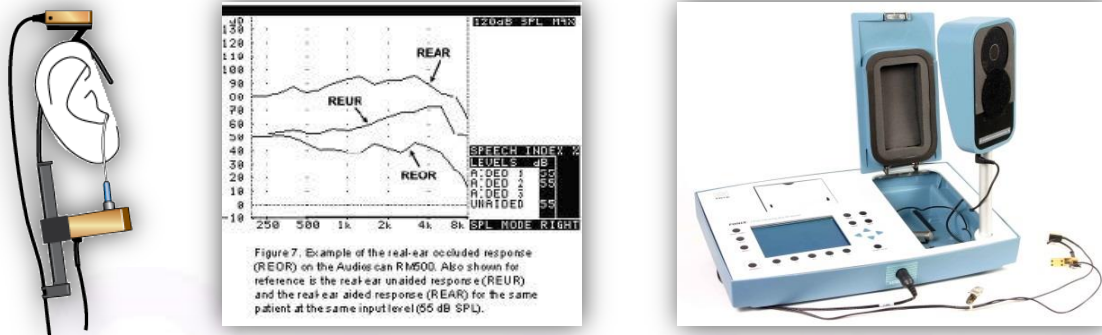 dB
120dB SPL MAX
130
120
110
100
90
80
70
60
50
40
30
20
10
0
-10
REAR
REUR
REOR
SPEECH INDEX %
LEVELS dB
AIDED 1 55
AIDED 2 55
AIDED 3
UNAIDED 55
250 500 1k 2k 4k 8k SPL MODE RIGHT
Figure 7. Example of the real-ear occluded response
(REOR) on the Audioscan RM500. Also shown for
reference is the real-ear unaided response (REUR)
and the real-ear aided response (REAR) for the same
patient at the same input level (55 dB SPL).